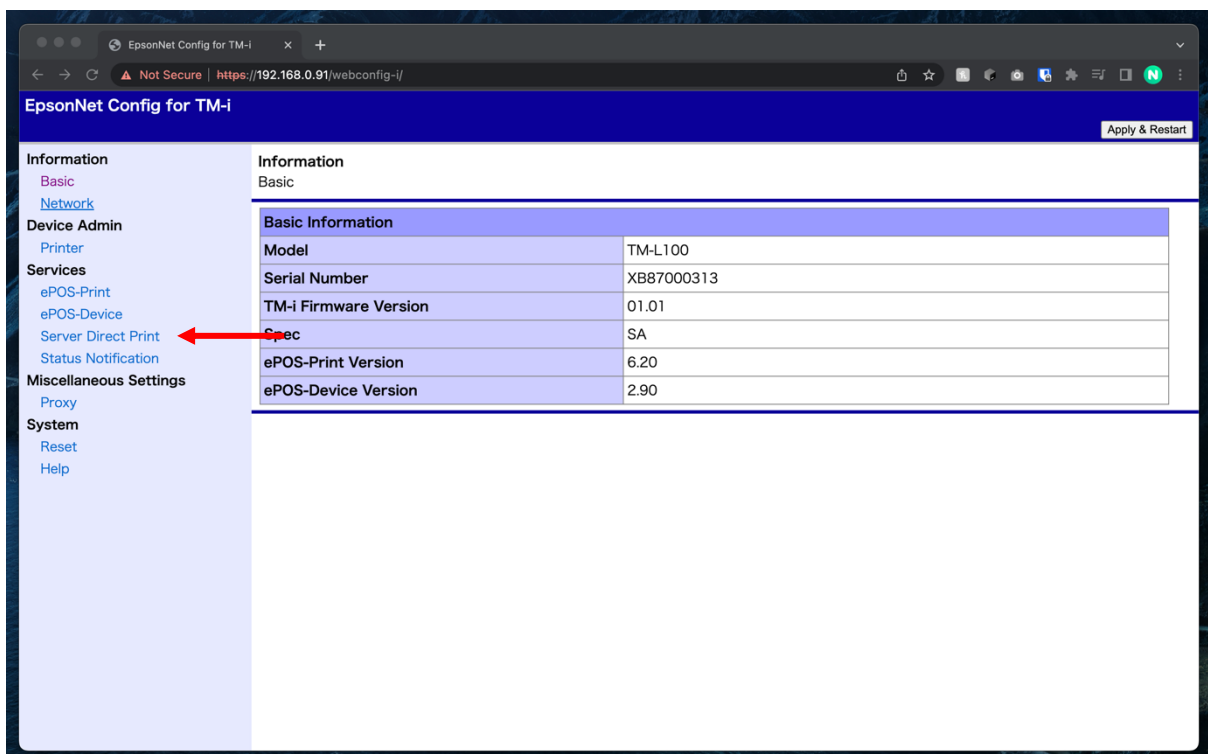 EpsonNet Config for TM-i
Not Secure | https://192.168.0.91/webconfig-i/
N
EpsonNet Config for TM-i
Apply & Restart
Information
Basic
Network
Device Admin
Printer
Services
ePOS-Print
ePOS-Device
Server Direct Print
Status Notification
Miscellaneous Settings
Proxy
System
Reset
Help
Information
Basic
Basic Information
Model TM-L100
Serial Number XB87000313
TM-i Firmware Version 01.01
Spec SA
ePOS-Print Version 6.20
ePOS-Device Version 2.90